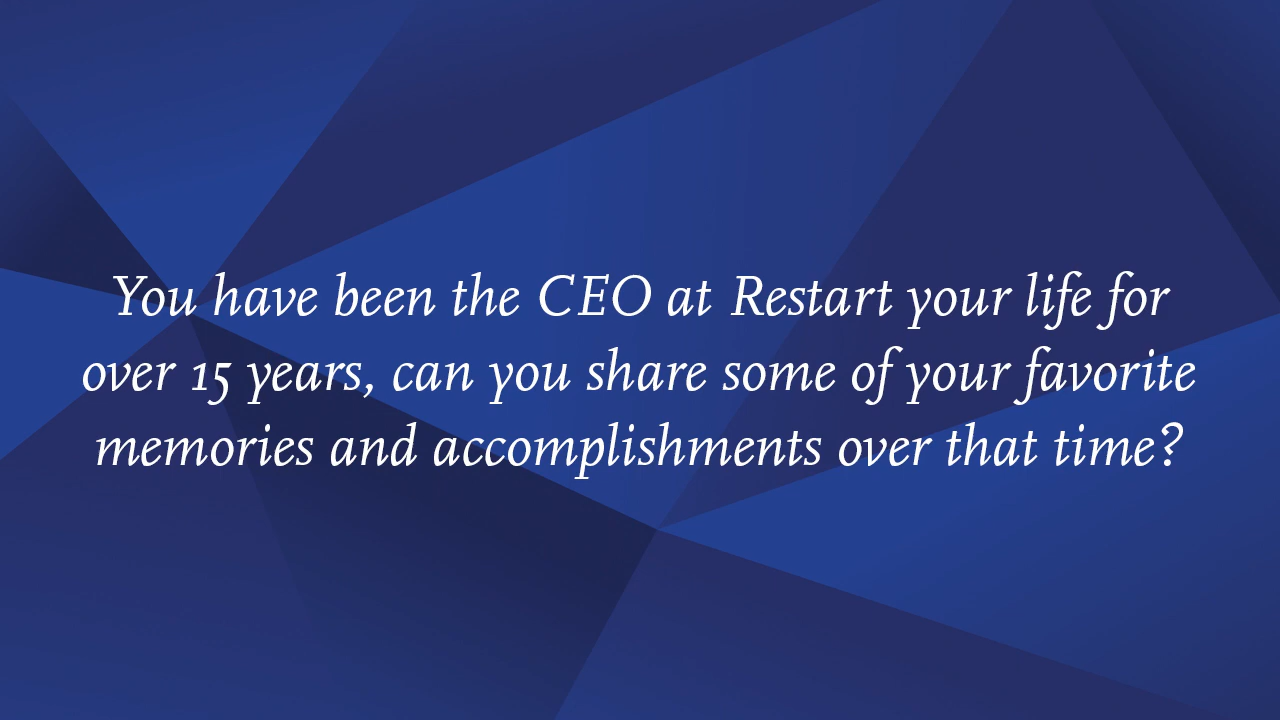 You have been the CEO at Restart your life for
over 15 years, can you share some of your favorite
memories and accomplishments over that time?